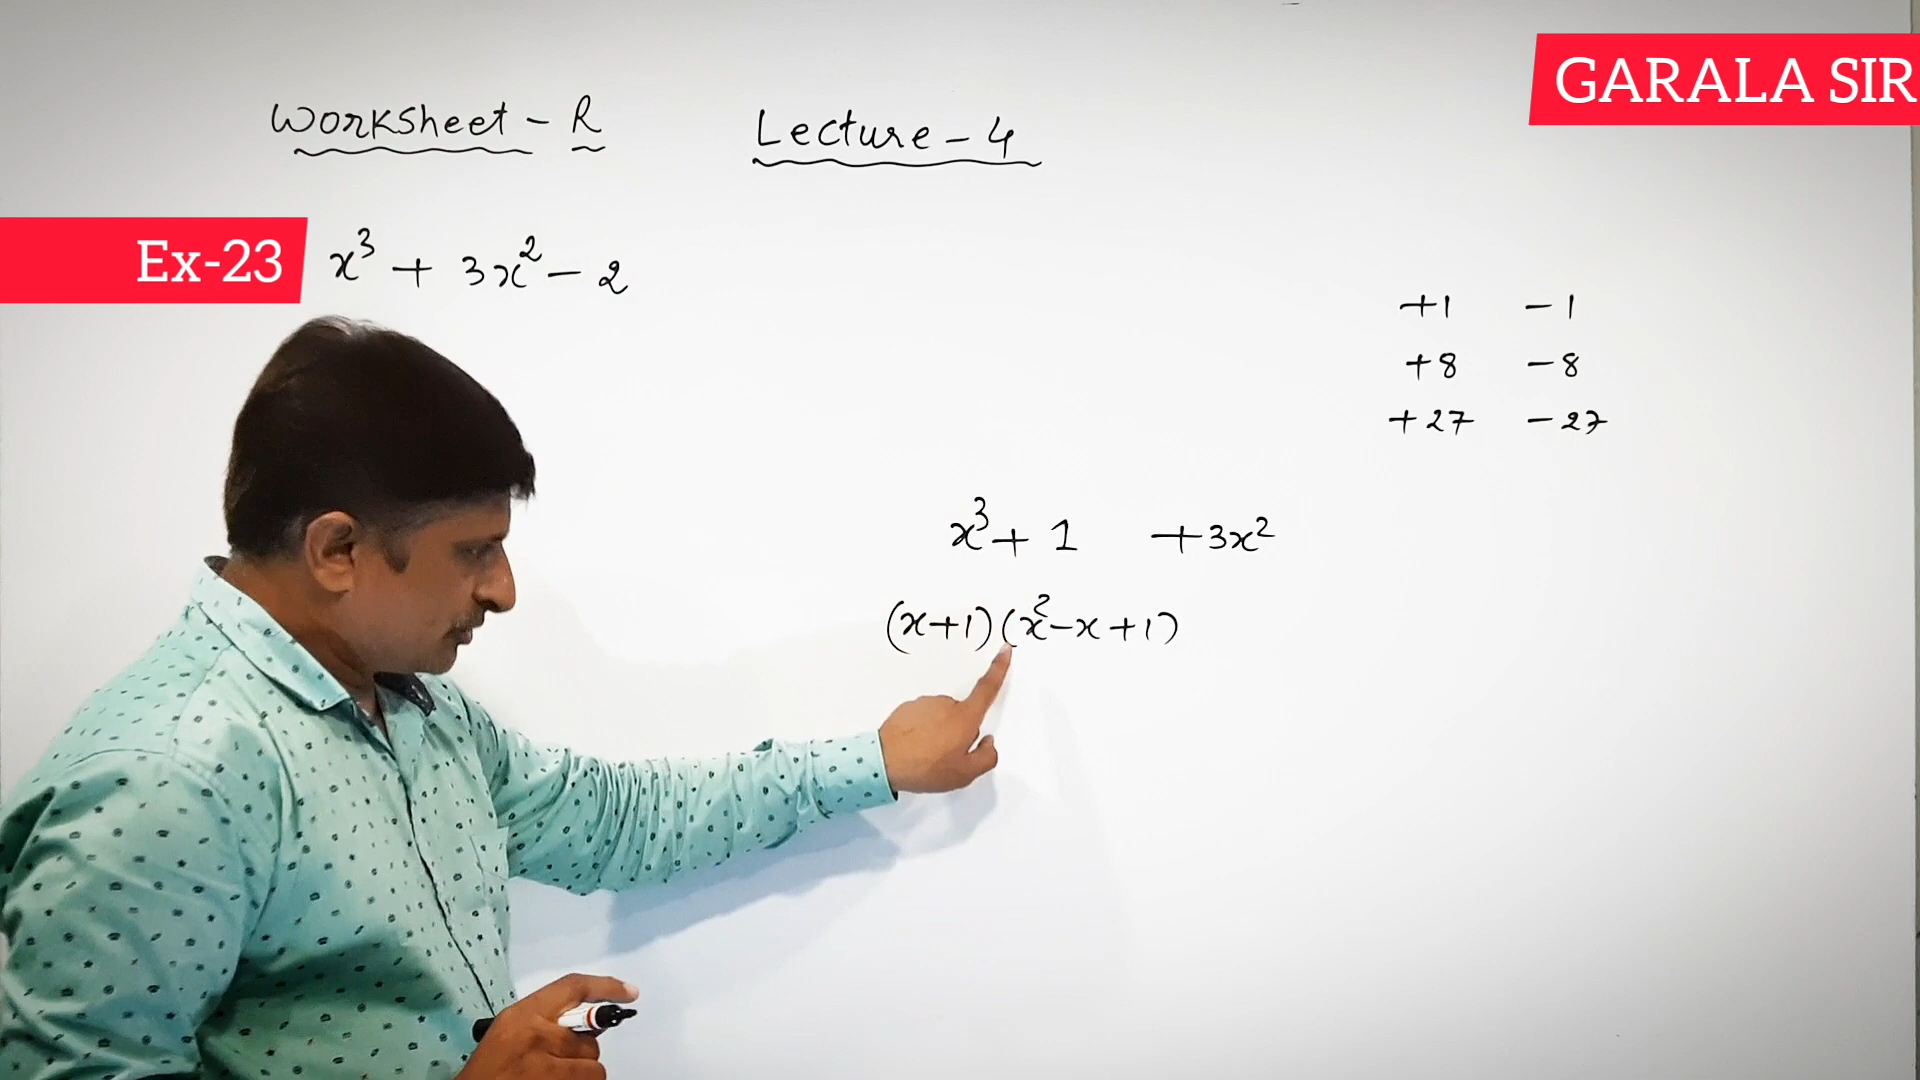 GARALA SIR
Worksheet - R Lecture - 4
Ex-23 x³ + 3x² - 2
+1 -1
+8 -8
+27 -27
x³ + 1 + 3x²
(x+1)(x²-x+1)